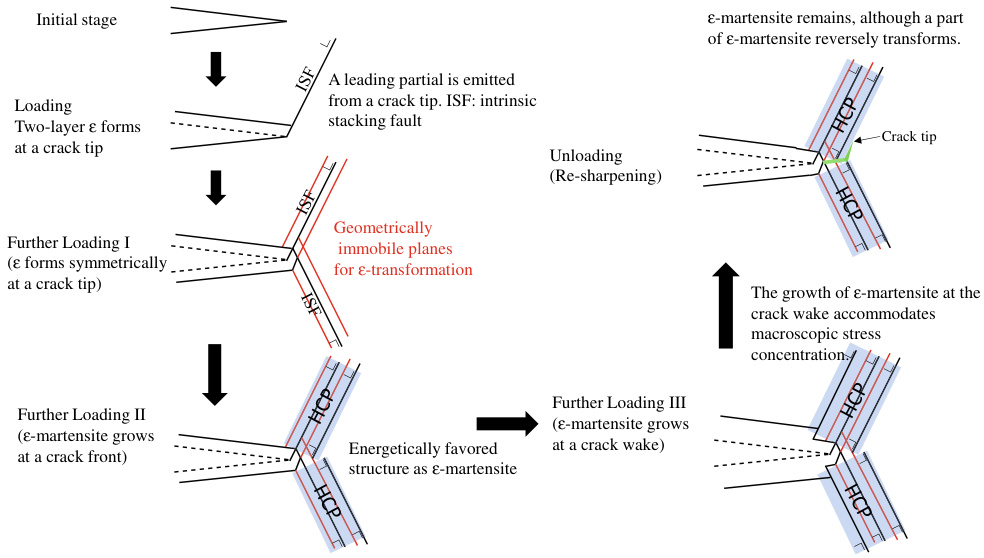 Initial stage
Loading
Two-layer ε forms
at a crack tip
ISF
A leading partial is emitted
from a crack tip. ISF: intrinsic
stacking fault
Further Loading I
(ε forms symmetrically
at a crack tip)
ISF
ISF
Geometrically
immobile planes
for ε-transformation
Further Loading II
(ε-martensite grows
at a crack front)
HCP
HCP
Energetically favored
structure as ε-martensite
Further Loading III
(ε-martensite grows
at a crack wake)
HCP
HCP
The growth of ε-martensite at the
crack wake accommodates
macroscopic stress
concentration.
Unloading
(Re-sharpening)
HCP
HCP
Crack tip
ε-martensite remains, although a part
of ε-martensite reversely transforms.